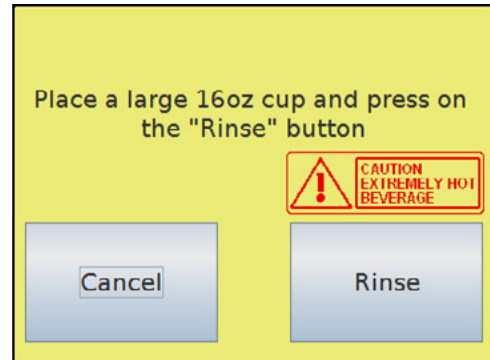 Place a large 16oz cup and press on
the "Rinse" button
CAUTION
EXTREMELY HOT
BEVERAGE
Cancel
Rinse